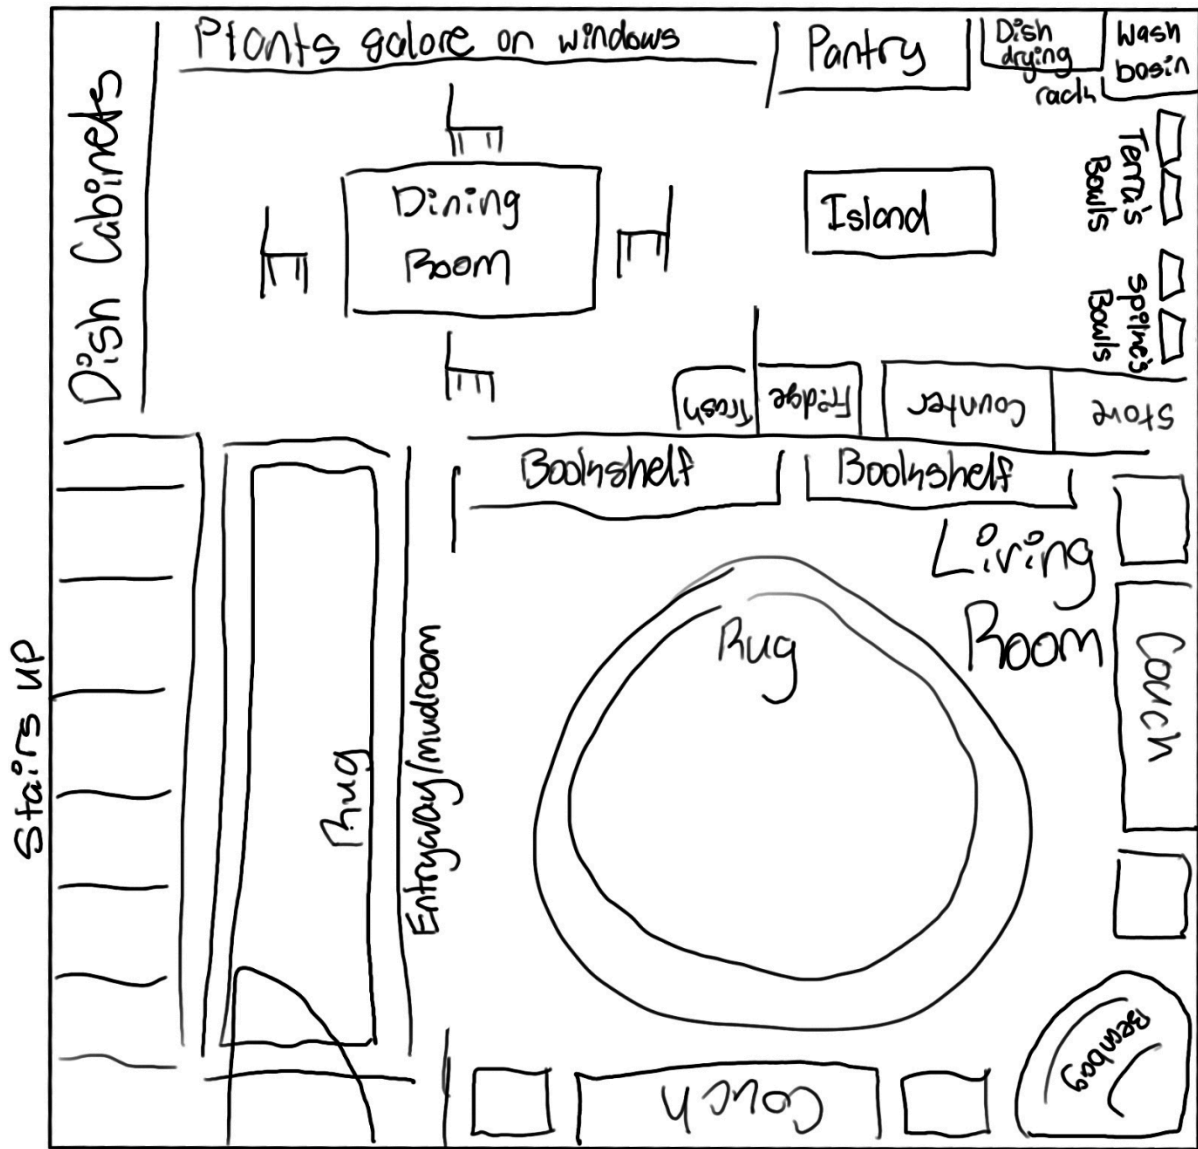 Plants galore on windows
Pantry
Dish
drying
rack
Wash
basin
Dish Cabinets
Dining
Room
Island
Terra's
Bowls
Spilne's
Bowls
Trash
Fridge
Counter
Stove
Bookshelf
Bookshelf
Living
Room
Rug
Couch
Stairs up
Rug
Entryway/mudroom
Couch
Beanbag